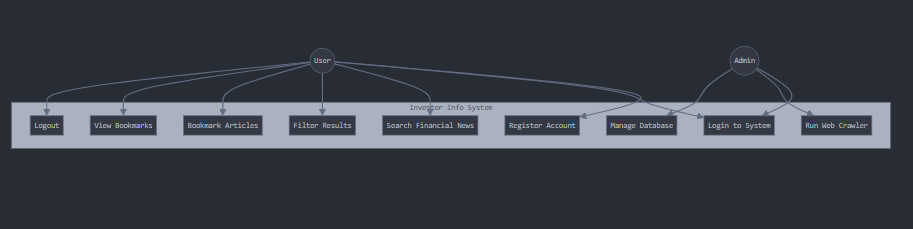 User
Admin
Investor Info System
Logout
View Bookmarks
Bookmark Articles
Filter Results
Search Financial News
Register Account
Manage Database
Login to System
Run Web Crawler